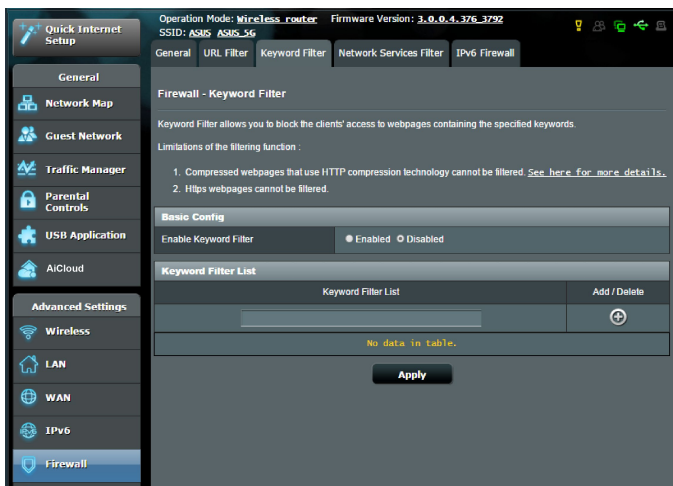 Quick Internet
Setup
Operation Mode: Wireless router Firmware Version: 3.0.0.4.376_3792
SSID: ASUS ASUS_5G
General URL Filter Keyword Filter Network Services Filter IPv6 Firewall
General
Network Map
Guest Network
Traffic Manager
Parental
Controls
USB Application
AiCloud
Advanced Settings
Wireless
LAN
WAN
IPv6
Firewall
Firewall - Keyword Filter
Keyword Filter allows you to block the clients' access to webpages containing the specified keywords.
Limitations of the filtering function :
1. Compressed webpages that use HTTP compression technology cannot be filtered. See here for more details.
2. Https webpages cannot be filtered.
Basic Config
Enable Keyword Filter Enabled Disabled
Keyword Filter List
Keyword Filter List Add / Delete
No data in table.
Apply